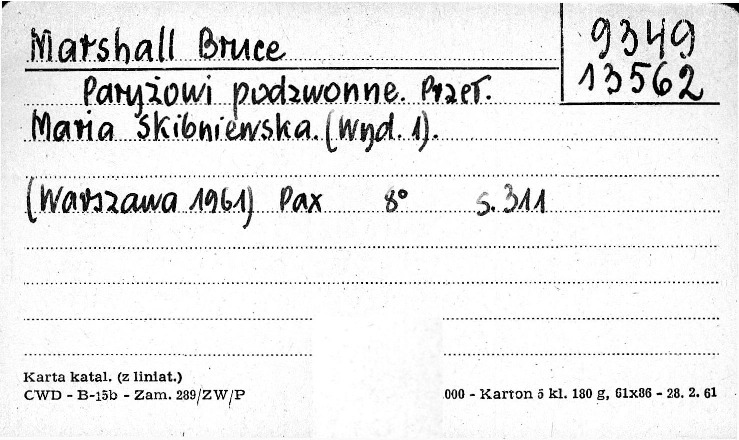 Marshall Bruce
9349
13562
Paryżowi podzwonne. Przeł.
Maria Skibniewska. (Wyd. 1).
(Warszawa 1961) Pax 8° S. 311
Karta katal. (z liniat.)
CWD - B-15b - Zam. 289/ZW/P
000 - Karton 5 kl. 180 g, 61x86 - 28. 2. 61